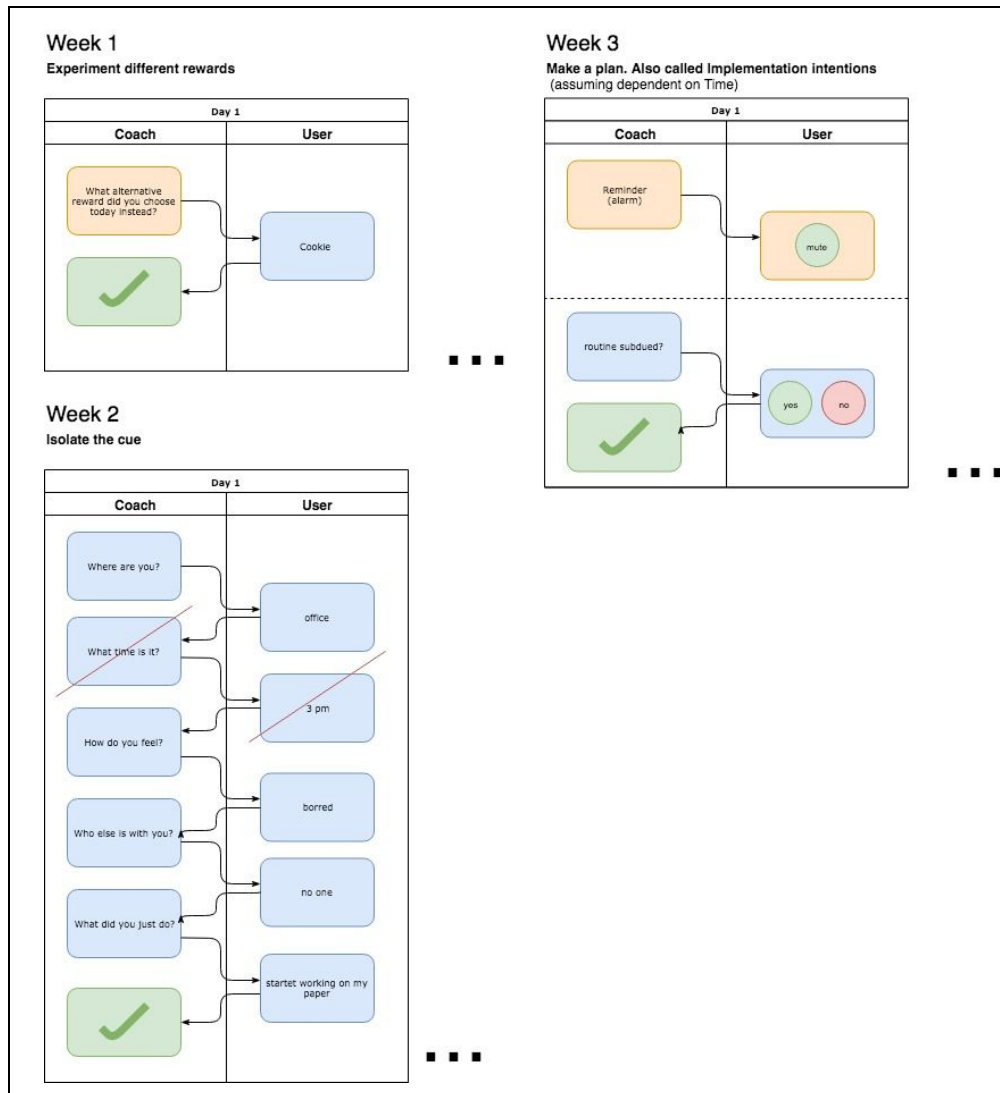 Week 1
Experiment different rewards
Day 1
Coach
User
What alternative
reward did you choose
today instead?
Cookie
...
Week 2
Isolate the cue
Day 1
Coach
User
Where are you?
office
What time is it?
3 pm
How do you feel?
borred
Who else is with you?
no one
What did you just do?
startet working on my
paper
...
Week 3
Make a plan. Also called Implementation intentions
(assuming dependent on Time)
Day 1
Coach
User
Reminder
(alarm)
mute
routine subdued?
yes
no
...